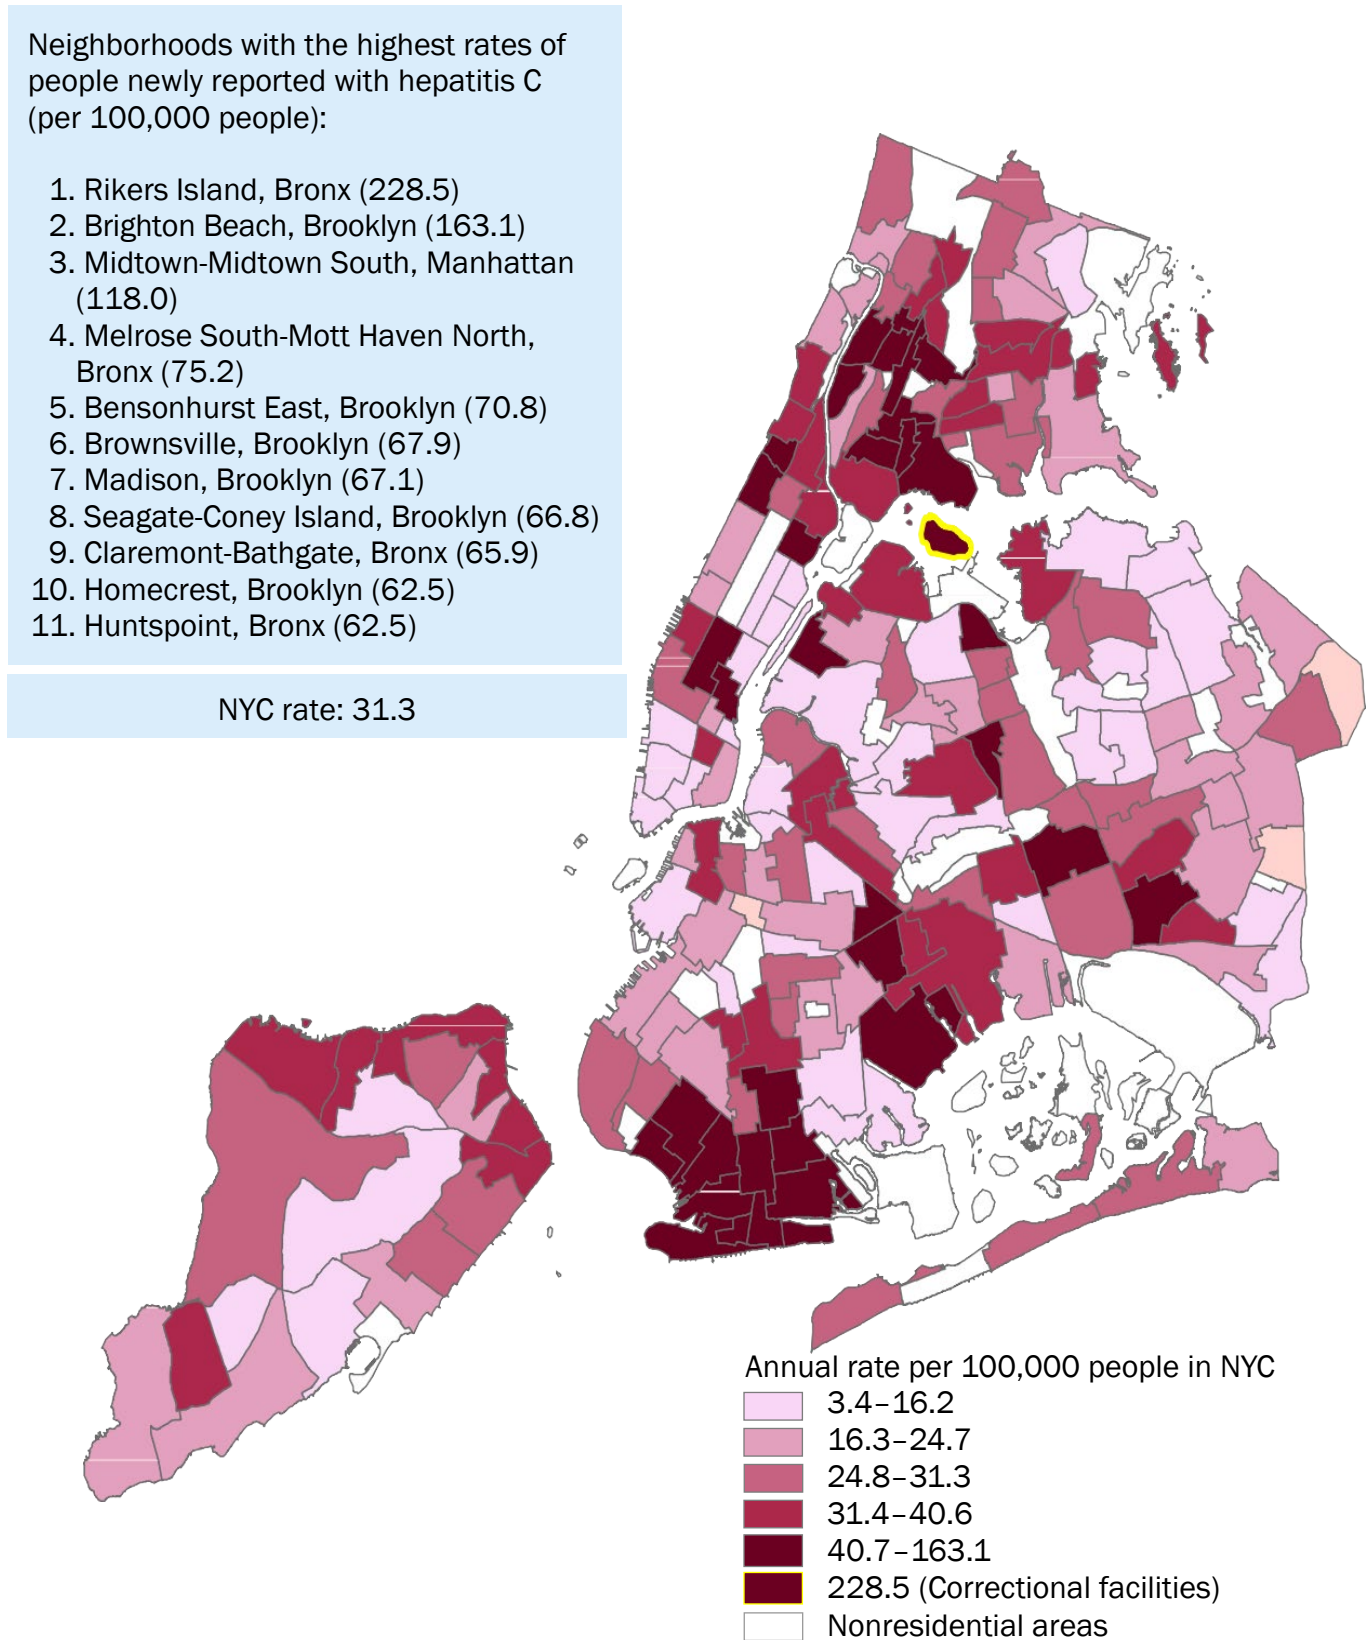 Neighborhoods with the highest rates of
people newly reported with hepatitis C
(per 100,000 people):
1. Rikers Island, Bronx (228.5)
2. Brighton Beach, Brooklyn (163.1)
3. Midtown-Midtown South, Manhattan
(118.0)
4. Melrose South-Mott Haven North,
Bronx (75.2)
5. Bensonhurst East, Brooklyn (70.8)
6. Brownsville, Brooklyn (67.9)
7. Madison, Brooklyn (67.1)
8. Seagate-Coney Island, Brooklyn (66.8)
9. Claremont-Bathgate, Bronx (65.9)
10. Homecrest, Brooklyn (62.5)
11. Huntspoint, Bronx (62.5)
NYC rate: 31.3
Annual rate per 100,000 people in NYC
3.4–16.2
16.3–24.7
24.8–31.3
31.4–40.6
40.7–163.1
228.5 (Correctional facilities)
Nonresidential areas